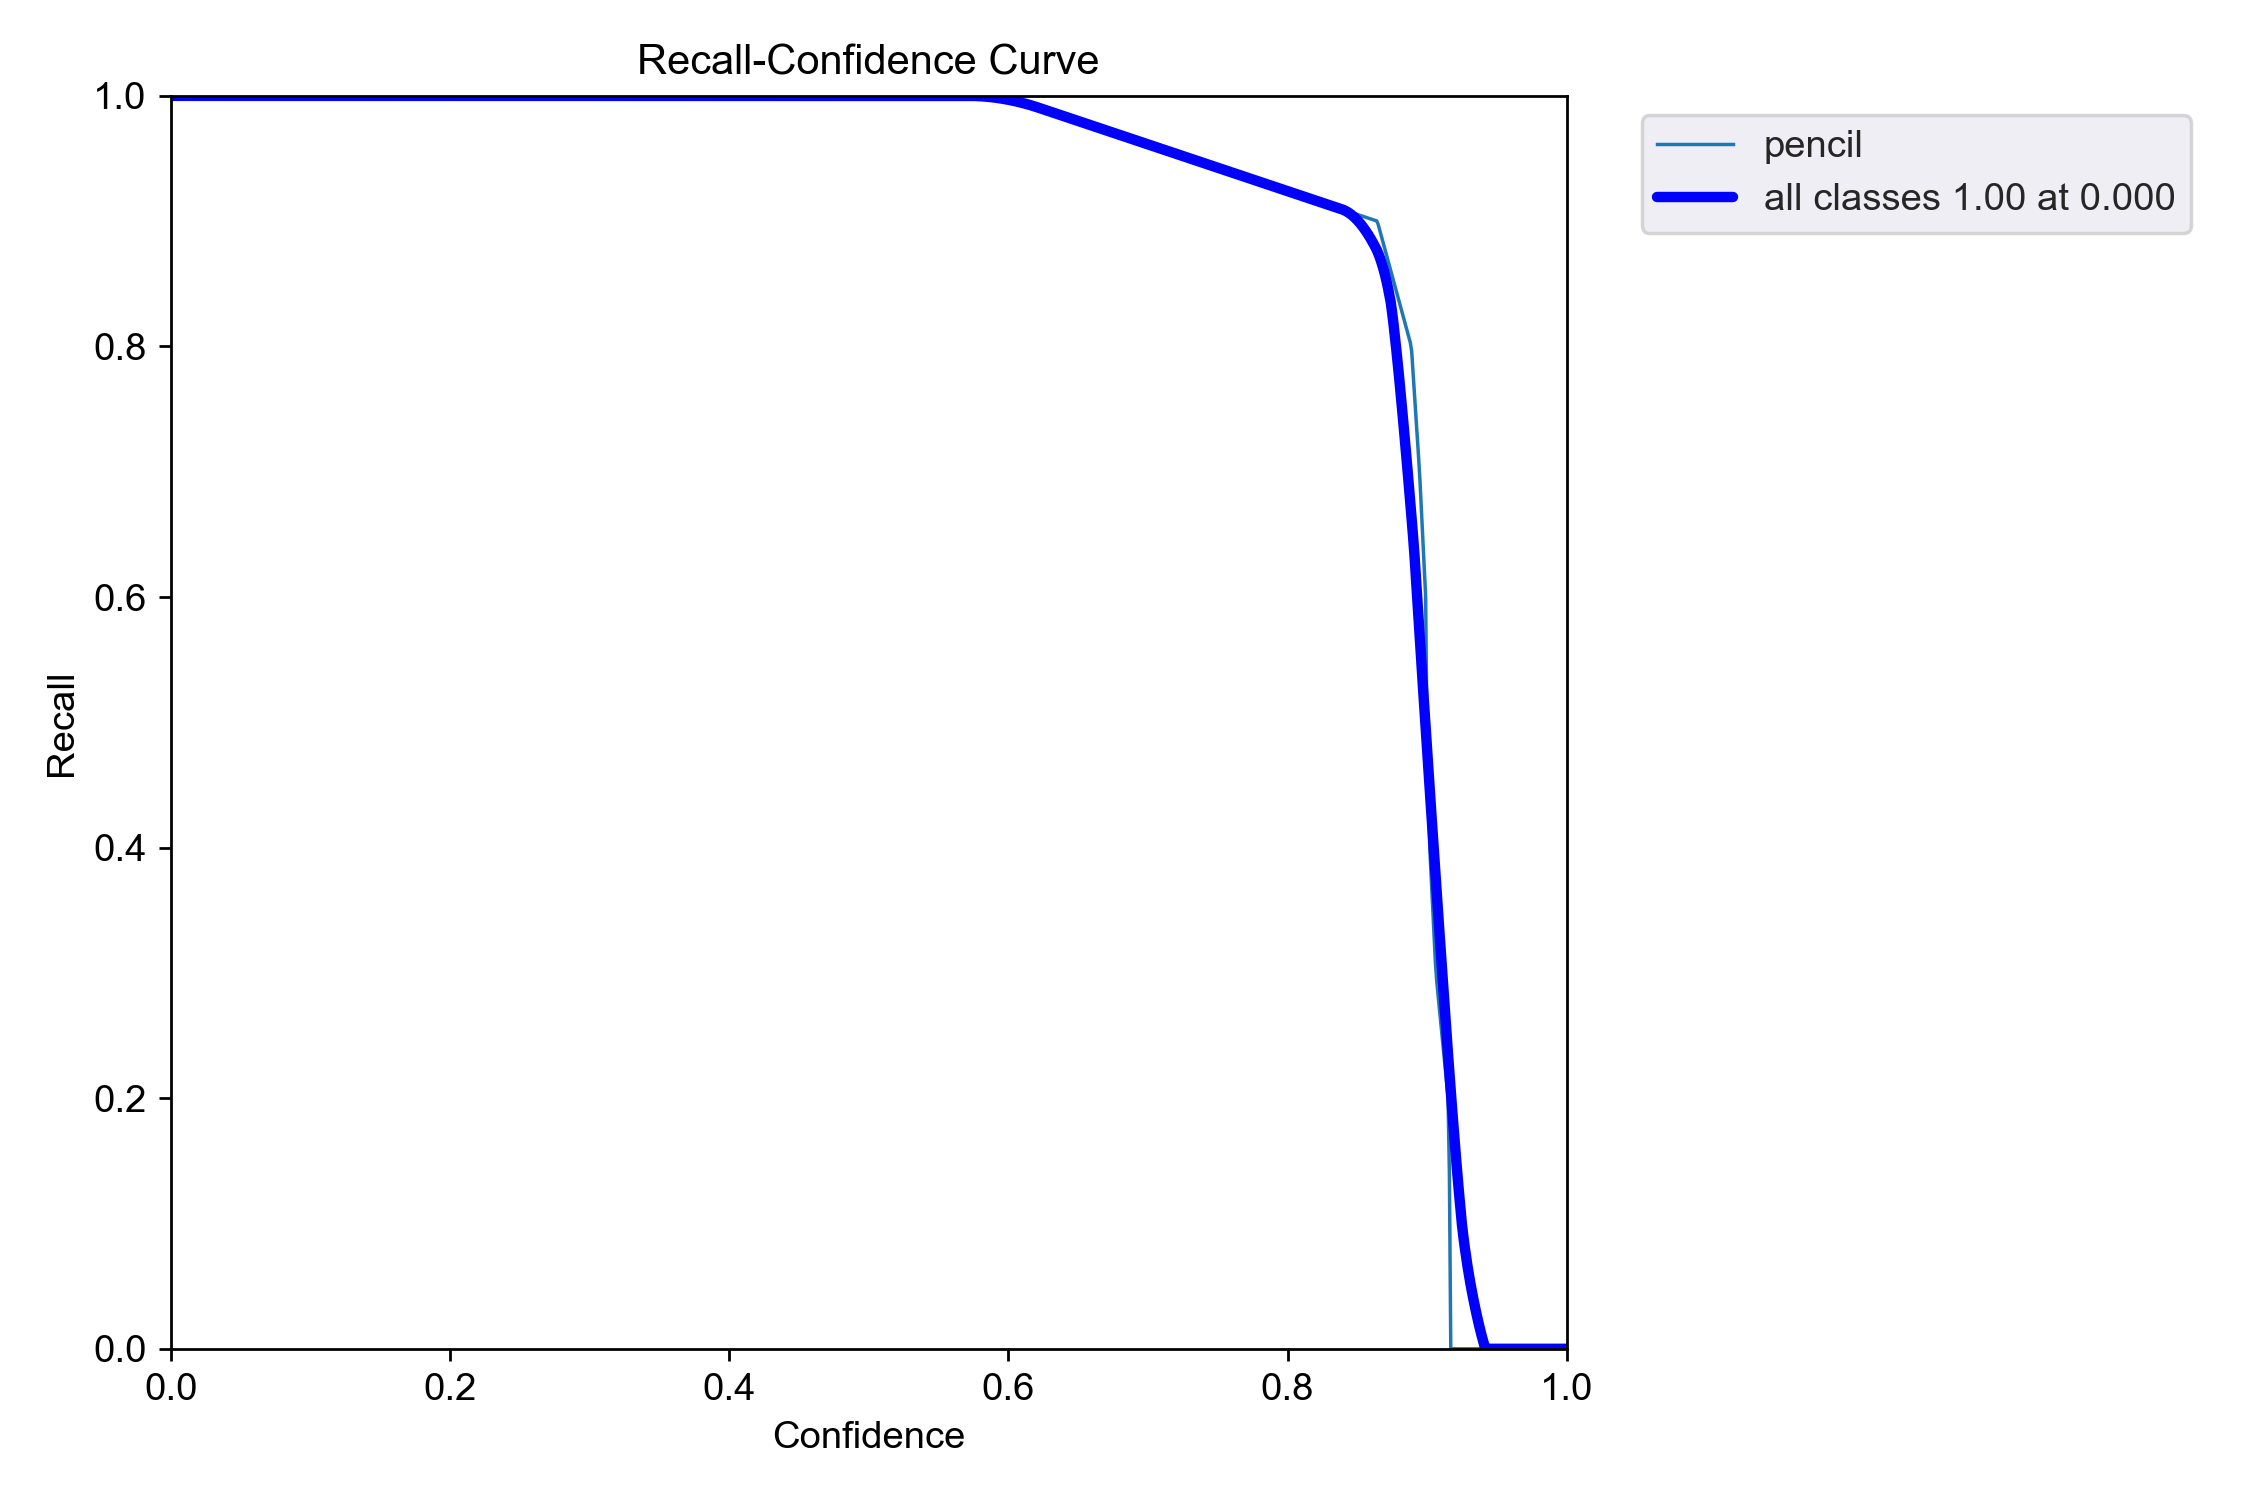 Recall-Confidence Curve
1.0
0.8
0.6
0.4
0.2
0.0
Recall
0.0 0.2 0.4 0.6 0.8 1.0
Confidence
pencil
all classes 1.00 at 0.000